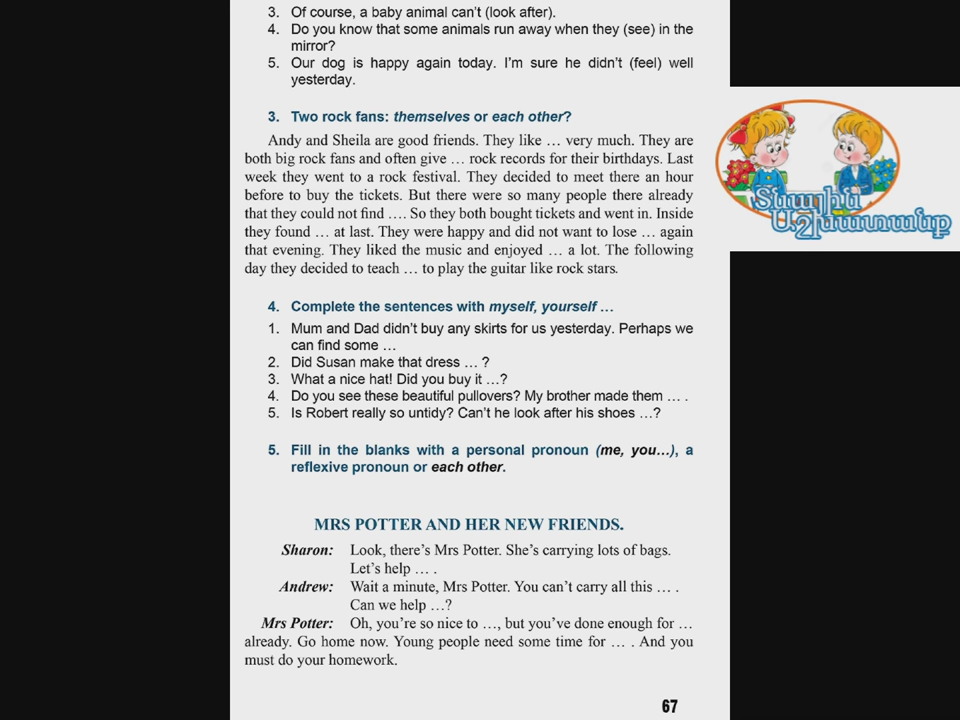 3. Of course, a baby animal can't (look after).
4. Do you know that some animals run away when they (see) in the
mirror?
5. Our dog is happy again today. I'm sure he didn't (feel) well
yesterday.
3. Two rock fans: themselves or each other?
Andy and Sheila are good friends. They like … very much. They are
both big rock fans and often give … rock records for their birthdays. Last
week they went to a rock festival. They decided to meet there an hour
before to buy the tickets. But there were so many people there already
that they could not find …. So they both bought tickets and went in. Inside
they found … at last. They were happy and did not want to lose … again
that evening. They liked the music and enjoyed … a lot. The following
day they decided to teach … to play the guitar like rock stars.
4. Complete the sentences with myself, yourself …
1. Mum and Dad didn't buy any skirts for us yesterday. Perhaps we
can find some …
2. Did Susan make that dress … ?
3. What a nice hat! Did you buy it …?
4. Do you see these beautiful pullovers? My brother made them … .
5. Is Robert really so untidy? Can't he look after his shoes …?
5. Fill in the blanks with a personal pronoun (me, you…), a
reflexive pronoun or each other.
MRS POTTER AND HER NEW FRIENDS.
Sharon: Look, there's Mrs Potter. She's carrying lots of bags.
Let's help … .
Andrew: Wait a minute, Mrs Potter. You can't carry all this … .
Can we help …?
Mrs Potter: Oh, you're so nice to …, but you've done enough for …
already. Go home now. Young people need some time for … . And you
must do your homework.
67
Տնային
Աշխատանք